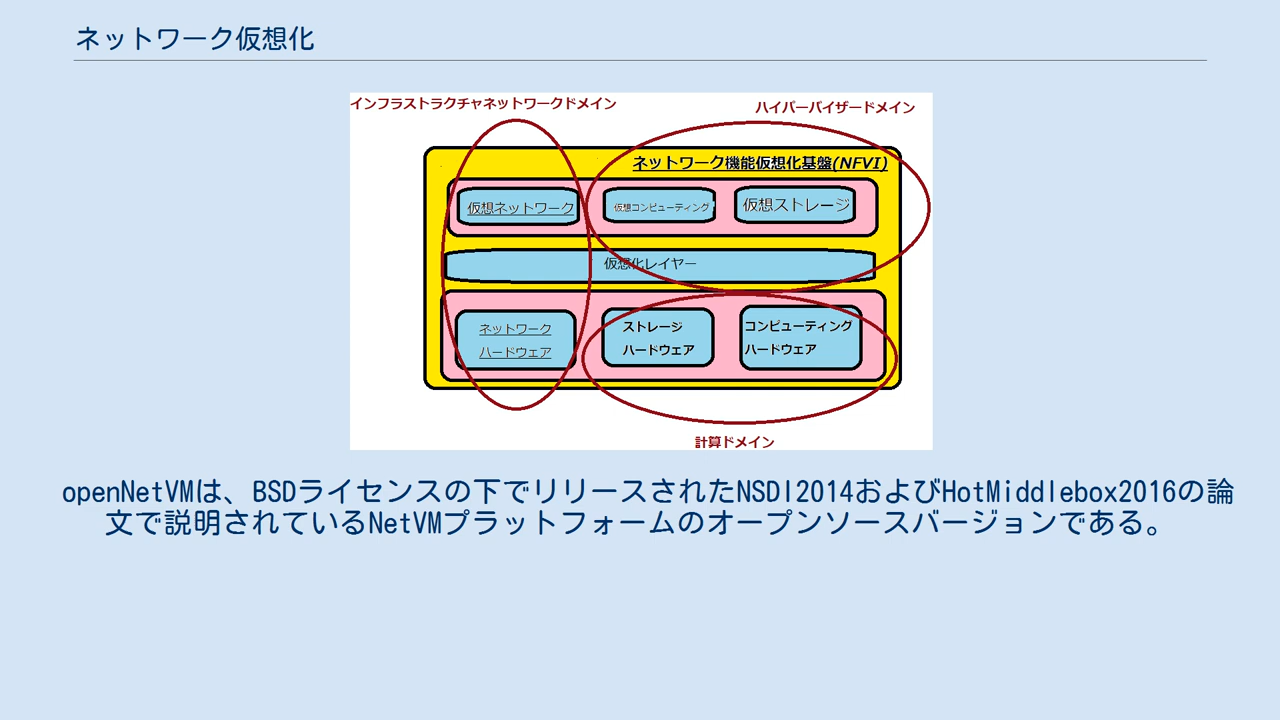 ネットワーク仮想化
インフラストラクチャネットワークドメイン
ハイパーバイザードメイン
ネットワーク機能仮想化基盤(NFVI)
仮想ネットワーク
仮想コンピューティング
仮想ストレージ
仮想化レイヤー
ネットワーク
ハードウェア
ストレージ
ハードウェア
コンピューティング
ハードウェア
計算ドメイン
openNetVMは、BSDライセンスの下でリリースされたNSDI2014およびHotMiddlebox2016の論
文で説明されているNetVMプラットフォームのオープンソースバージョンである。